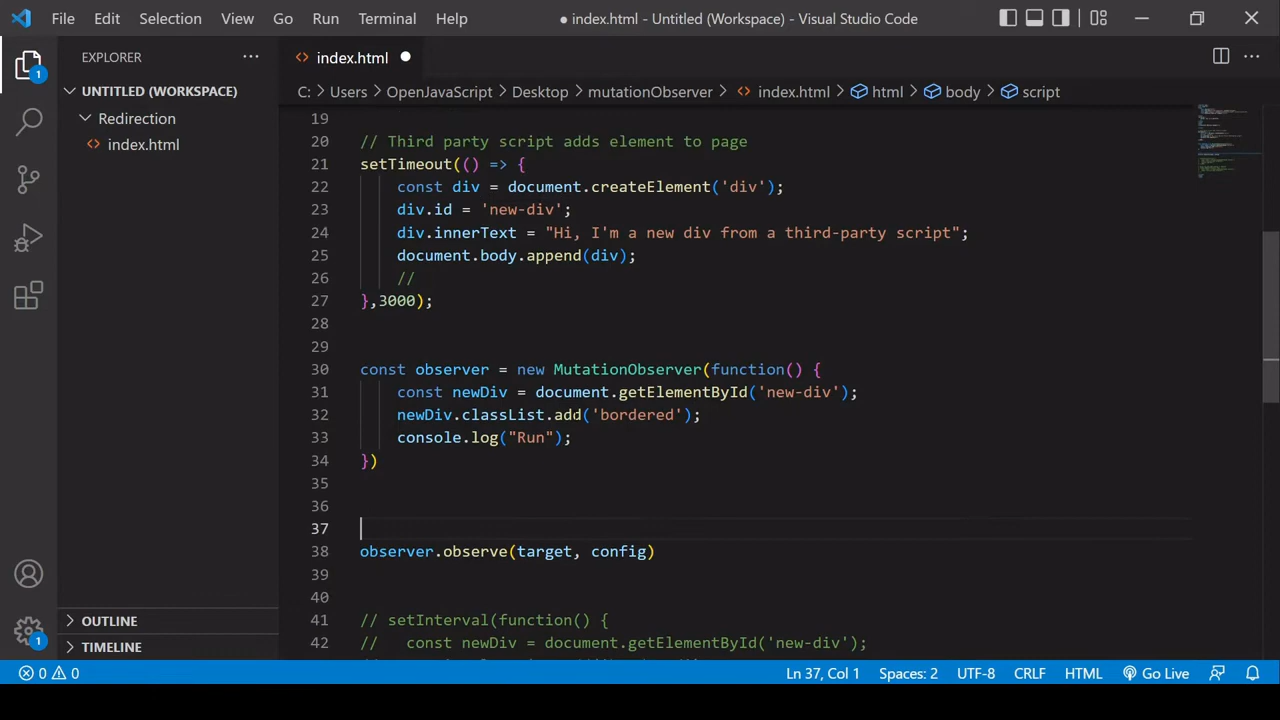 File Edit Selection View Go Run Terminal Help
● index.html - Untitled (Workspace) - Visual Studio Code
EXPLORER
index.html
UNTITLED (WORKSPACE)
C: > Users > OpenJavaScript > Desktop > mutationObserver > index.html > html > body > script
Redirection
index.html
19
20 // Third party script adds element to page
21 setTimeout(() => {
22 const div = document.createElement('div');
23 div.id = 'new-div';
24 div.innerText = "Hi, I'm a new div from a third-party script";
25 document.body.append(div);
26 //
27 },3000);
28
29
30 const observer = new MutationObserver(function() {
31 const newDiv = document.getElementById('new-div');
32 newDiv.classList.add('bordered');
33 console.log("Run");
34 })
35
36
37
38 observer.observe(target, config)
39
40
41 // setInterval(function() {
42 // const newDiv = document.getElementById('new-div');
1
1
OUTLINE
TIMELINE
0 0 Ln 37, Col 1 Spaces: 2 UTF-8 CRLF HTML Go Live